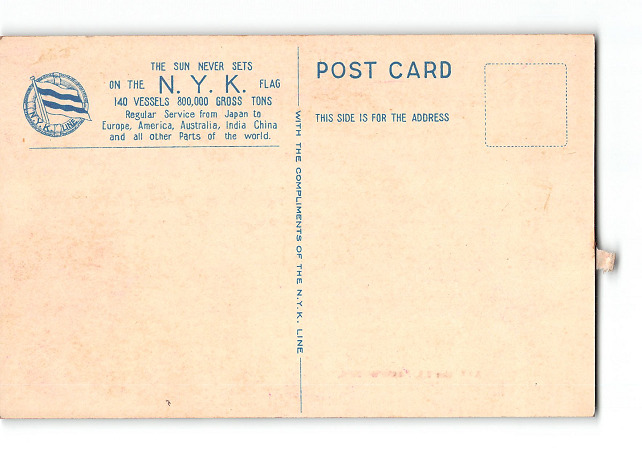 THE SUN NEVER SETS
ON THE N. Y. K. FLAG
140 VESSELS 800,000 GROSS TONS
Regular Service from Japan to
Europe, America, Australia, India China
and all other Parts of the world.
N.Y.K. LINE
WITH THE COMPLIMENTS OF THE N.Y.K. LINE
POST CARD
THIS SIDE IS FOR THE ADDRESS